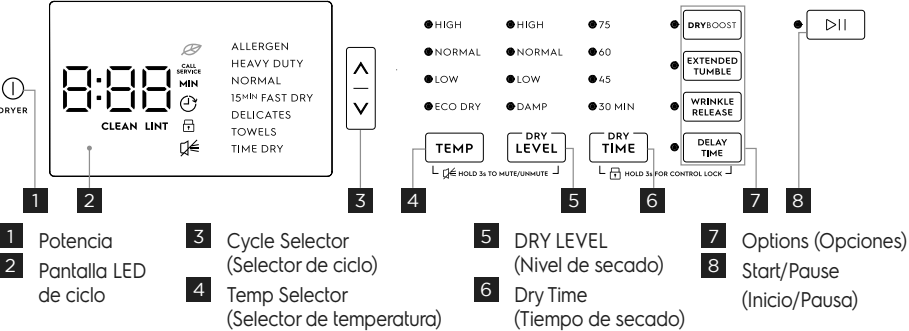 DRYER
8:88
CALL
SERVICE
MIN
CLEAN LINT
ALLERGEN
HEAVY DUTY
NORMAL
15MIN FAST DRY
DELICATES
TOWELS
TIME DRY
HIGH
NORMAL
LOW
ECO DRY
TEMP
HIGH
NORMAL
LOW
DAMP
DRY
LEVEL
HOLD 3s TO MUTE/UNMUTE
75
60
45
30 MIN
DRY
TIME
HOLD 3s FOR CONTROL LOCK
DRYBOOST
EXTENDED
TUMBLE
WRINKLE
RELEASE
DELAY
TIME
1
2
3
4
5
6
7
8
1 Potencia
2 Pantalla LED
de ciclo
3 Cycle Selector
(Selector de ciclo)
4 Temp Selector
(Selector de temperatura)
5 DRY LEVEL
(Nivel de secado)
6 Dry Time
(Tiempo de secado)
7 Options (Opciones)
8 Start/Pause
(Inicio/Pausa)